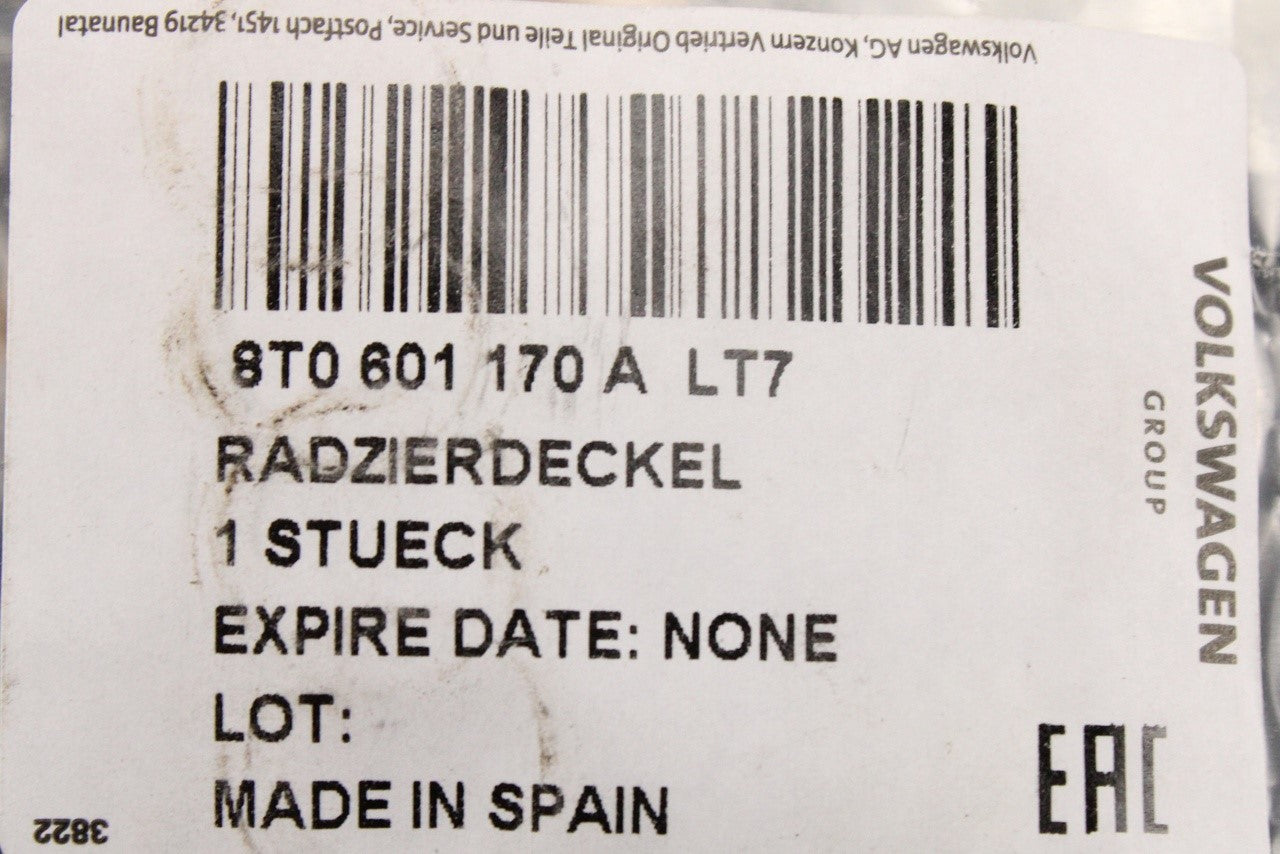 Volkswagen AG, Konzern Vertrieb Original Teile und Service, Postfach 1451, 34219 Baunatal
8T0 601 170 A LT7
RADZIERDECKEL
1 STUECK
EXPIRE DATE: NONE
LOT:
MADE IN SPAIN
VOLKSWAGEN
GROUP
EAC
3822